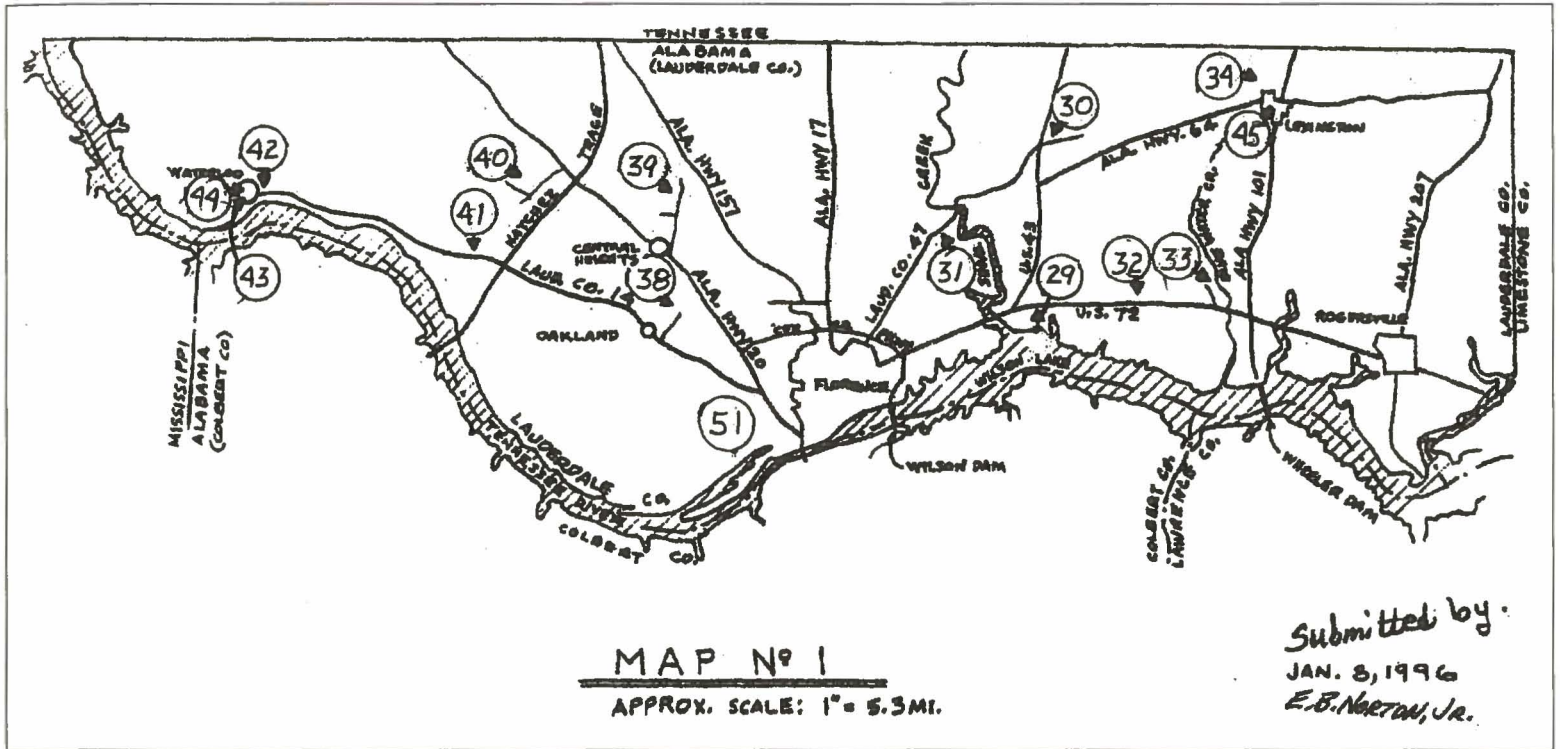 TENNESSEE
ALABAMA
(LAUDERDALE CO.)
34
30
42
40
39
45
LEXINGTON
WATERLOO
44
41
NATCHEZ TRACE
ALA. HWY 157
ALA. HWY 17
CREEK
ALA. HWY. 64
ALA HWY 101
ALA. HWY 207
LAUDERDALE CO.
LIMESTONE CO.
43
CENTRAL
HEIGHTS
38
LAUD. CO. 47
31
U.S. 43
29
32
33
LAUD CO. 1
OAKLAND
ALA. HWY 20
U.S. 72
ROGERSVILLE
FLORENCE
WILSON LAKE
MISSISSIPPI
ALABAMA
(COLBERT CO)
51
LAUDERDALE CO.
TENNESSEE RIVER
COLBERT CO.
WILSON DAM
COLBERT CO.
LAWRENCE CO.
WHEELER DAM
MAP Nº 1
APPROX. SCALE: 1"= 5.3 MI.
Submitted by.
JAN. 8, 1996
E.B. NORTON, JR.